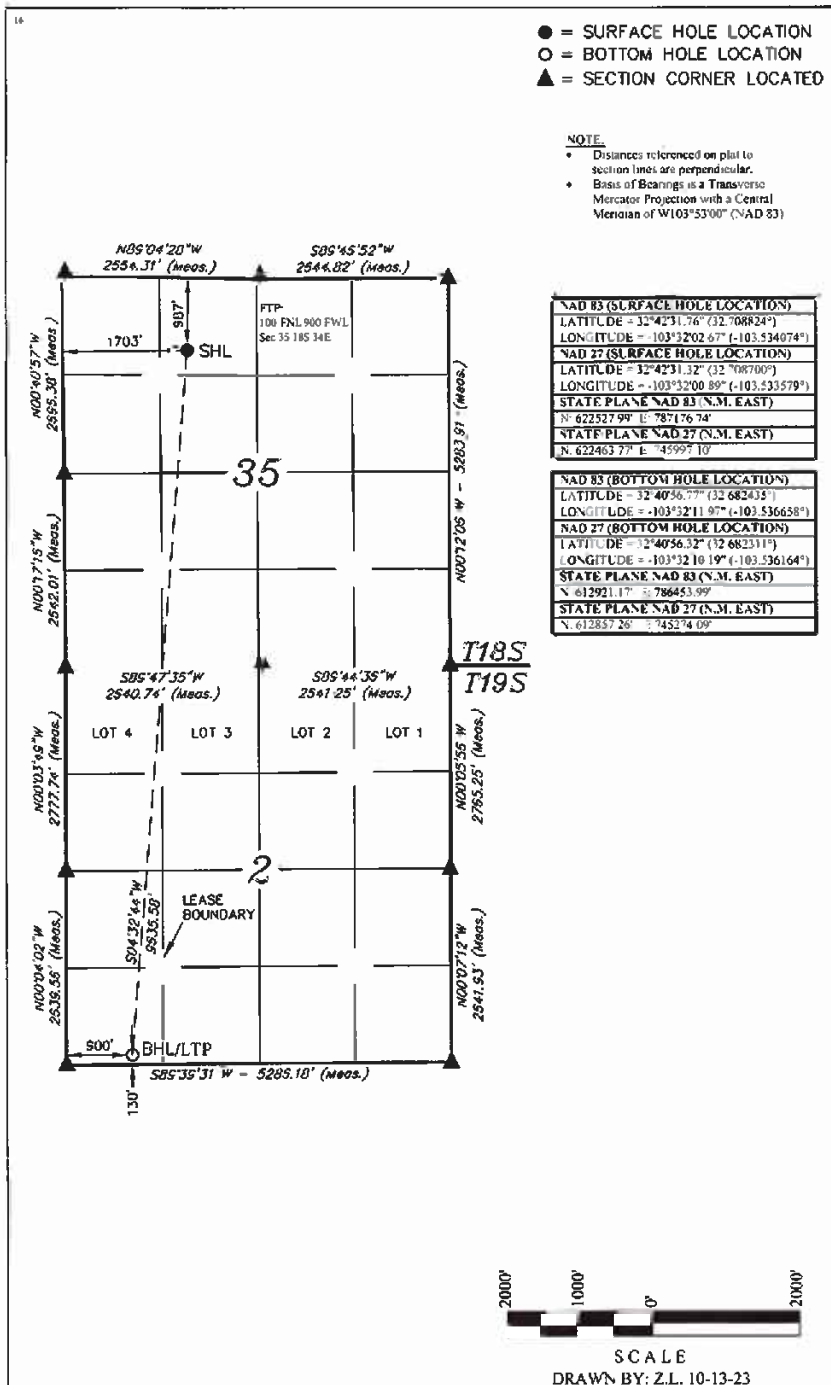 ● = SURFACE HOLE LOCATION
○ = BOTTOM HOLE LOCATION
▲ = SECTION CORNER LOCATED
NOTE.
• Distances referenced on plat to
section lines are perpendicular.
• Basis of Bearings is a Transverse
Mercator Projection with a Central
Meridian of W103°53'00" (NAD 83)
N89°04'20"W
2554.31' (Meas.)
S89°45'52"W
2544.82' (Meas.)
FTP-
100 FNL 900 FWL
Sec 35 18S 34E
987'
1703'
SHL
N00°40'57"W
(Meas.)
35
N00°12'06 W - 5283.91' (Meas.)
N00°17'15"W
2542.01' (Meas.)
NAD 83 (SURFACE HOLE LOCATION)
LATITUDE = 32°42'31.76" (32.708824°)
LONGITUDE = -103°32'02 67" (-103.534074°)
NAD 27 (SURFACE HOLE LOCATION)
LATITUDE = 32°42'31.32" (32 708700°)
LONGITUDE = -103°32'00 89" (-103.533579°)
STATE PLANE NAD 83 (N.M. EAST)
N: 622527 99' E: 787176 74'
STATE PLANE NAD 27 (N.M. EAST)
N. 622463 77' E 745997 10'
NAD 83 (BOTTOM HOLE LOCATION)
LATITUDE = 32°40'56.77" (32 682435°)
LONGITUDE = -103°32'11 97" (-103.536658°)
NAD 27 (BOTTOM HOLE LOCATION)
LATITUDE = 32°40'56.32" (32 682311°)
LONGITUDE = -103°32 10 19" (-103.536164°)
STATE PLANE NAD 83 (N.M. EAST)
N 612921.17' E: 786453.99'
STATE PLANE NAD 27 (N.M. EAST)
N. 612857 26' E 745274 09'
T18S
T19S
S89°47'35"W
2640.74' (Meas.)
S89°44'39"W
2541.25' (Meas.)
LOT 4
LOT 3
LOT 2
LOT 1
N00°03'49"W
2777.74' (Meas.)
N00°05'55 W
2765.25' (Meas.)
2
LEASE
BOUNDARY
S04°32'44"W
9635.58'
N00°04'02"W
(Meas.)
N00°07'12"W
2541.93' (Meas.)
900'
BHL/LTP
S89°39'31 W - 5285.18' (Meas.)
130'
2000'
1000'
0'
2000'
SCALE
DRAWN BY: Z.L. 10-13-23